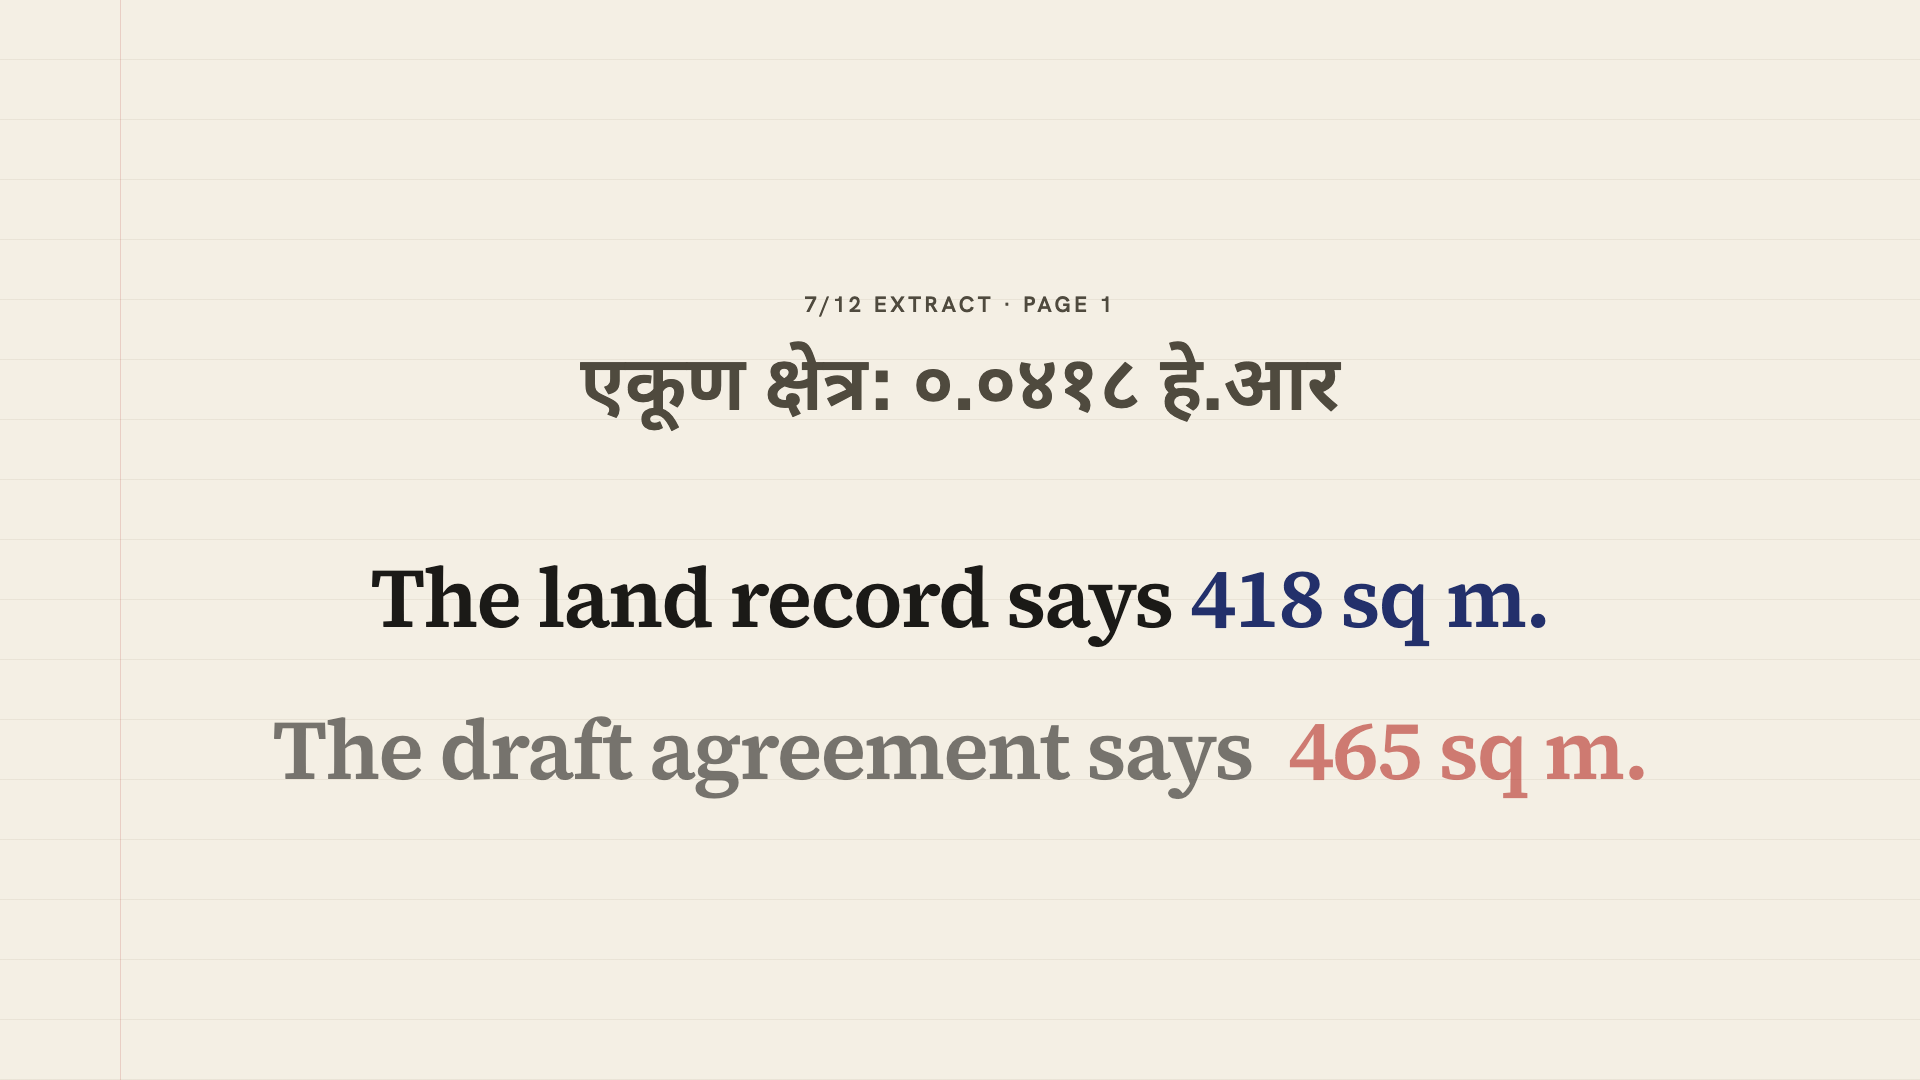 7/12 EXTRACT · PAGE 1
एकूण क्षेत्र: ०.०४१८ हे.आर
The land record says 418 sq m.
The draft agreement says 465 sq m.